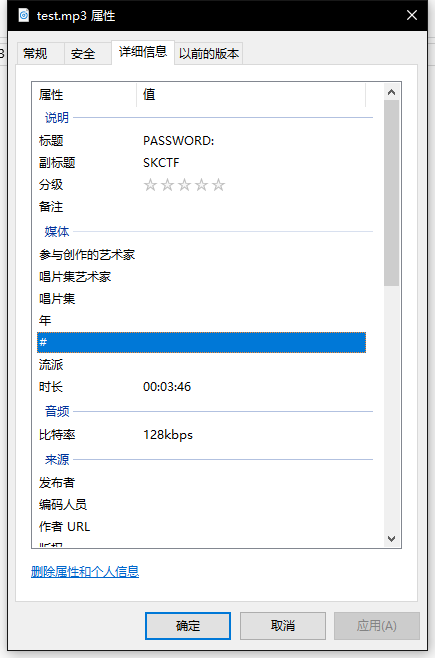 test.mp3 属性
常规 安全 详细信息 以前的版本
属性 值
说明
标题 PASSWORD:
副标题 SKCTF
分级
备注
媒体
参与创作的艺术家
唱片集艺术家
唱片集
年
#
流派
时长 00:03:46
音频
比特率 128kbps
来源
发布者
编码人员
作者 URL
删除属性和个人信息
确定 取消 应用(A)